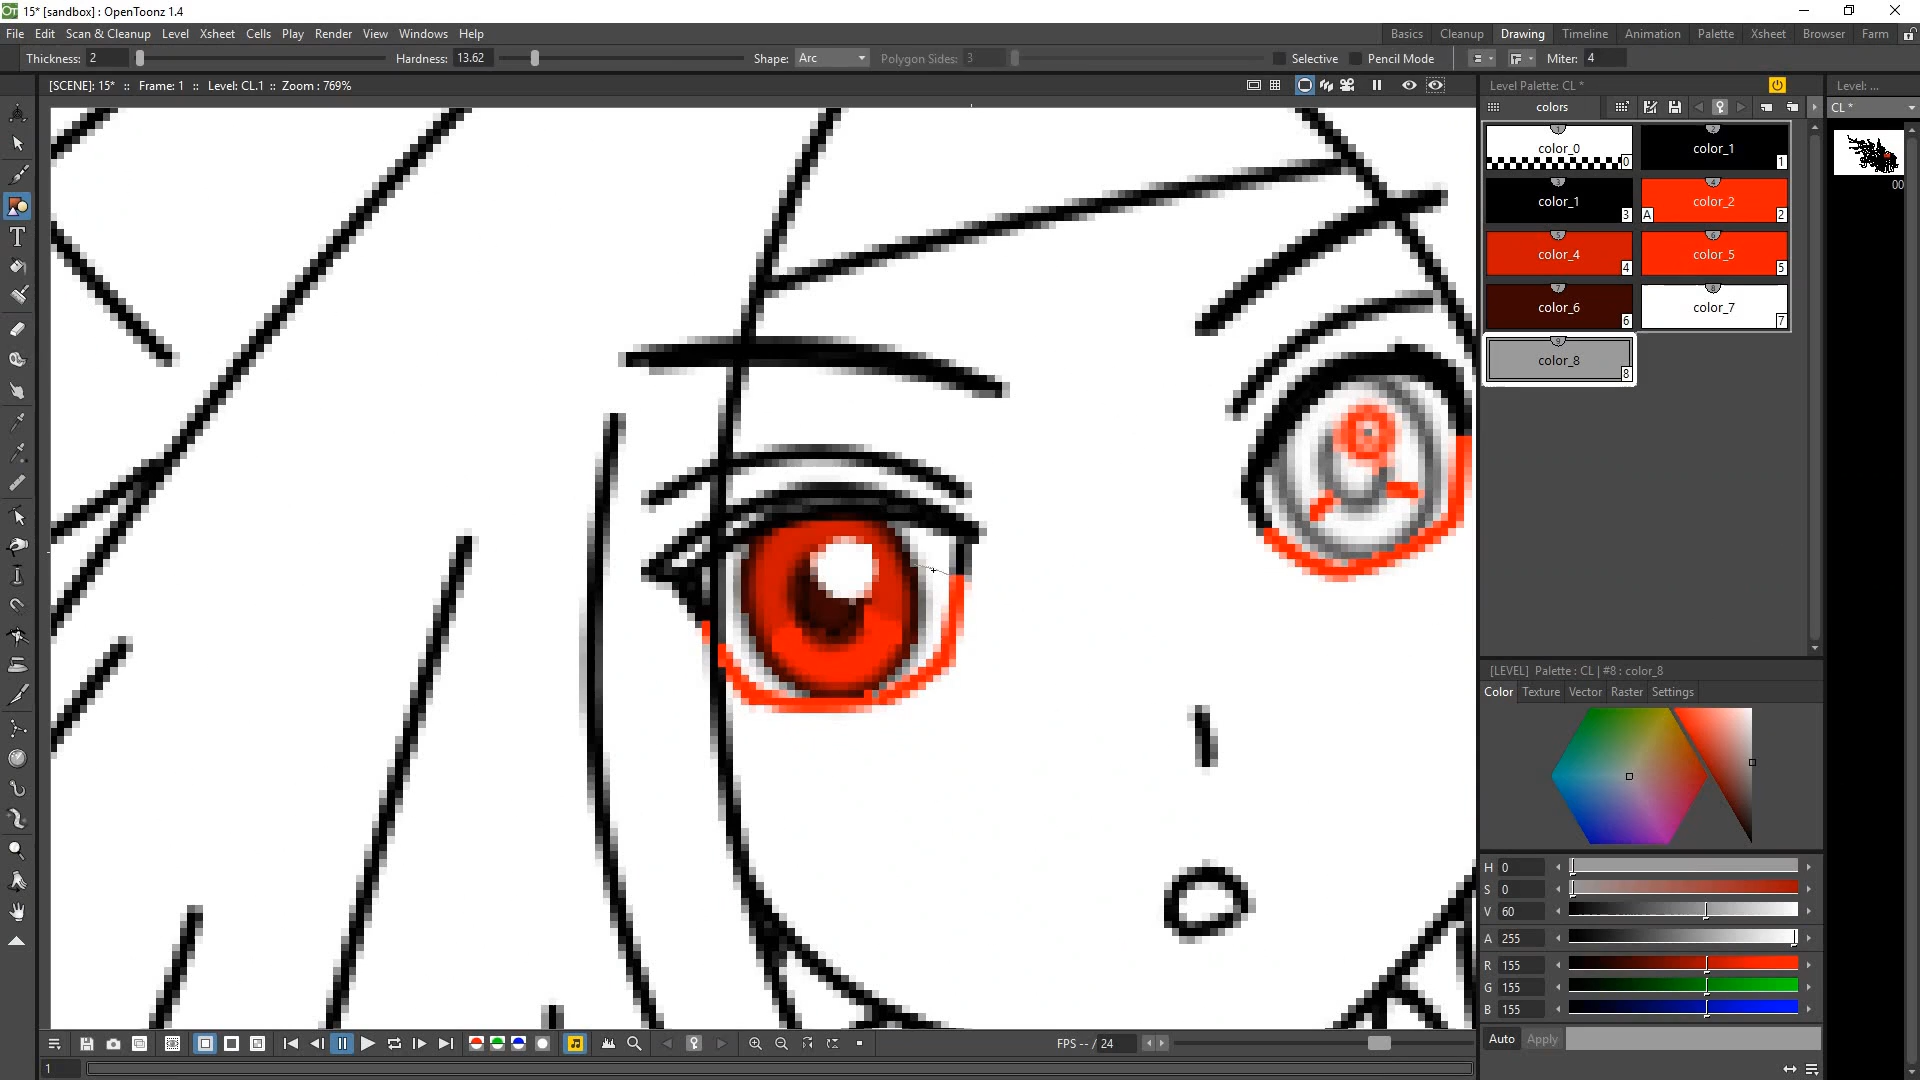 15* [sandbox] : OpenToonz 1.4
File Edit Scan & Cleanup Level Xsheet Cells Play Render View Windows Help
Basics Cleanup Drawing Timeline Animation Palette Xsheet Browser Farm
Thickness: 2 Hardness: 13.62 Shape: Arc Polygon Sides: 3 Selective Pencil Mode Miter: 4
[SCENE]: 15* :: Frame: 1 :: Level: CL.1 :: Zoom : 769%
Level Palette: CL *
Level: ...
colors
CL *
color_0 0
color_1 1
color_1 3
A color_2 2
color_4 4
color_5 5
color_6 6
color_7 7
color_8 8
00
[LEVEL] Palette : CL | #8 : color_8
Color Texture Vector Raster Settings
H 0
S 0
V 60
A 255
R 155
G 155
B 155
FPS -- / 24
Auto Apply
1